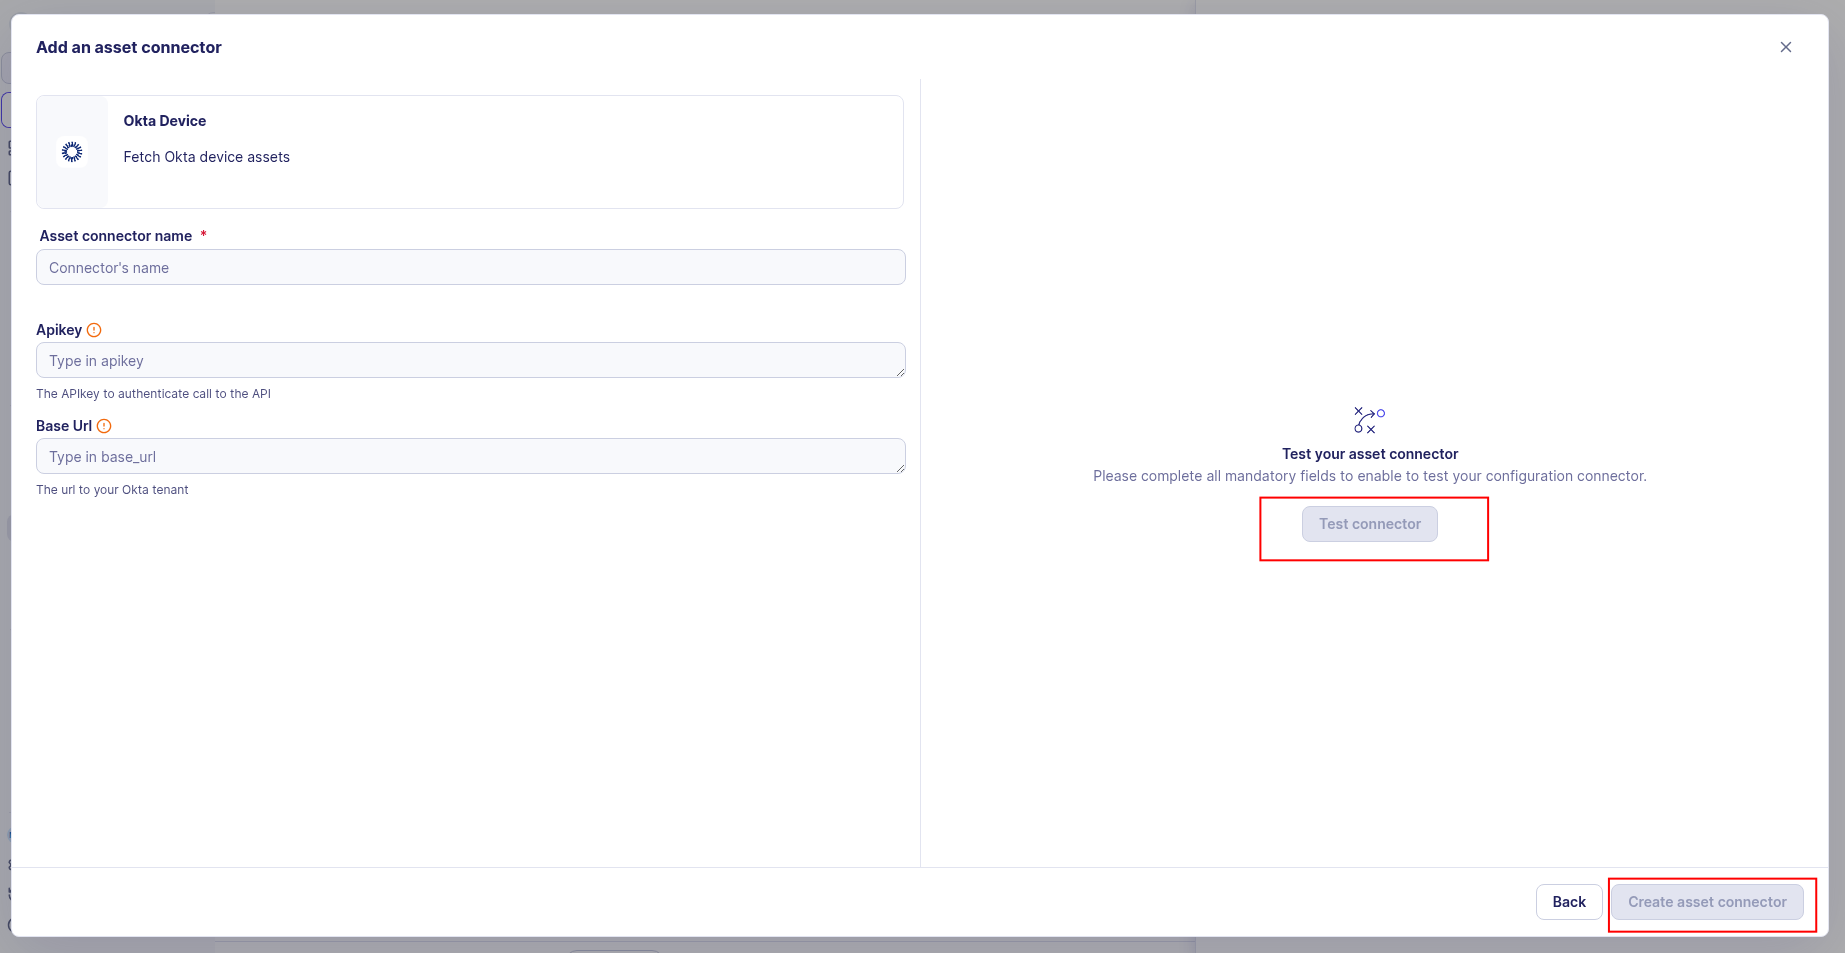 Add an asset connector
Okta Device
Fetch Okta device assets
Asset connector name *
Connector's name
Apikey
Type in apikey
The APIkey to authenticate call to the API
Base Url
Type in base_url
The url to your Okta tenant
Test your asset connector
Please complete all mandatory fields to enable to test your configuration connector.
Test connector
Back
Create asset connector